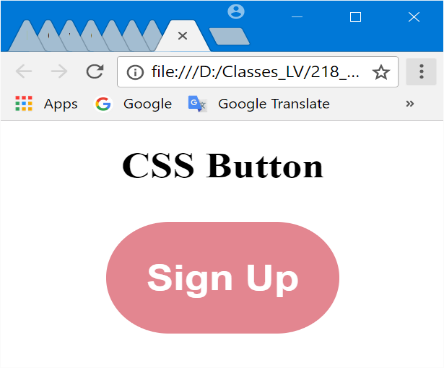 file:///D:/Classes_LV/218_...
Apps Google Google Translate »
CSS Button
Sign Up